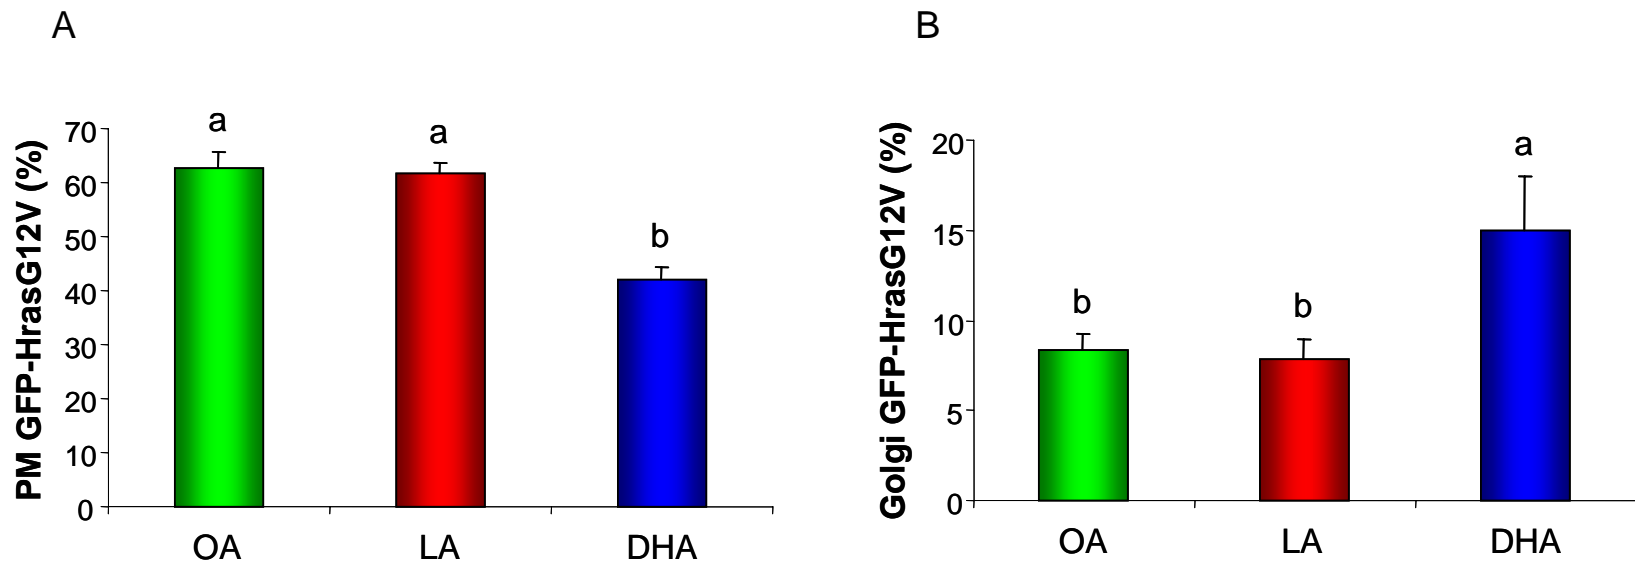 A
PM GFP-HrasG12V (%)
70
60
50
40
30
20
10
0
a
a
b
OA
LA
DHA
B
Golgi GFP-HrasG12V (%)
20
15
10
5
0
b
b
a
OA
LA
DHA